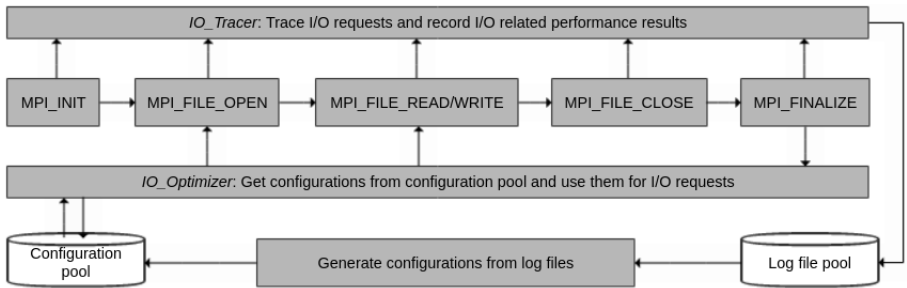 IO_Tracer: Trace I/O requests and record I/O related performance results
MPI_INIT
MPI_FILE_OPEN
MPI_FILE_READ/WRITE
MPI_FILE_CLOSE
MPI_FINALIZE
IO_Optimizer: Get configurations from configuration pool and use them for I/O requests
Configuration
pool
Generate configurations from log files
Log file pool